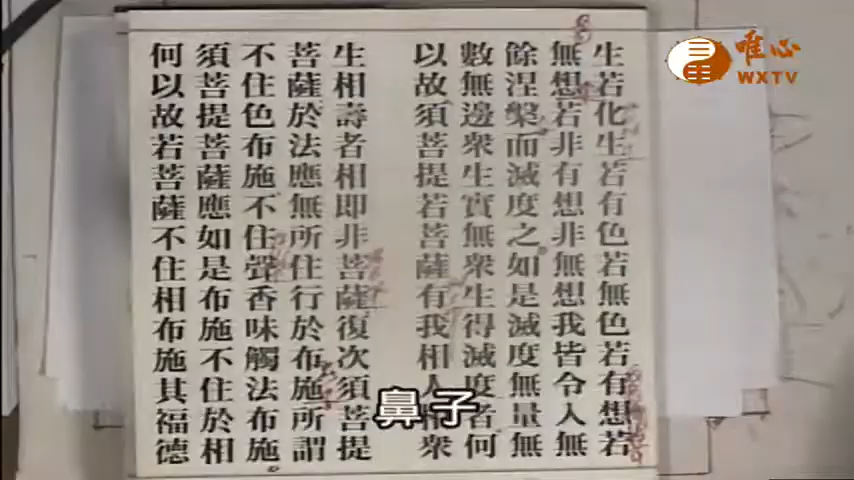 生若化生若有色若無色若有想若
無想若非有想非無想我皆令入無
餘涅槃而滅度之如是滅度無量無
數無邊眾生實無眾生得滅度者何
以故須菩提若菩薩有我相人相眾
生相壽者相即非菩薩復次須菩提
菩薩於法應無所住行於布施所謂
不住色布施不住聲香味觸法布施
須菩提菩薩應如是布施不住於相
何以故若菩薩不住相布施其福德
鼻子
唯心
WXTV